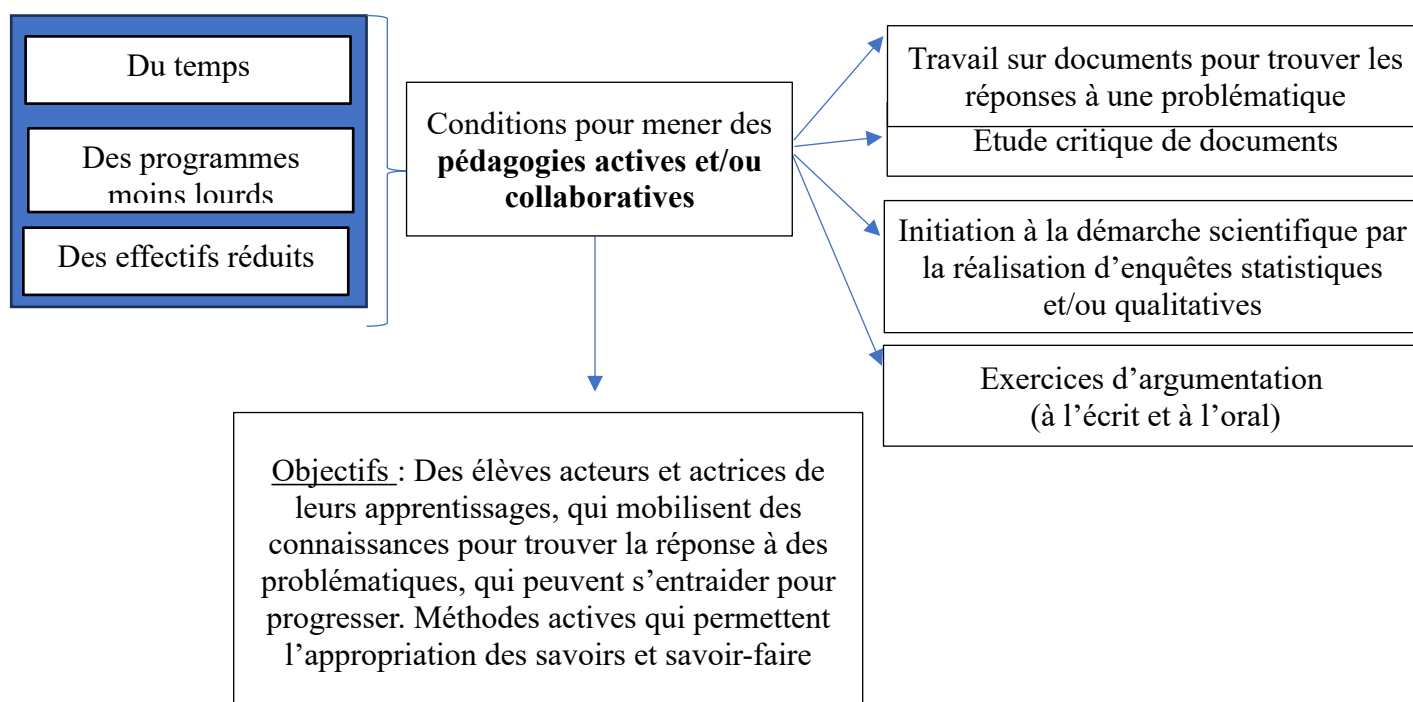 Du temps
Des programmes
moins lourds
Des effectifs réduits
Conditions pour mener des
pédagogies actives et/ou
collaboratives
Travail sur documents pour trouver les
réponses à une problématique
Etude critique de documents
Initiation à la démarche scientifique par
la réalisation d’enquêtes statistiques
et/ou qualitatives
Exercices d’argumentation
(à l’écrit et à l’oral)
Objectifs : Des élèves acteurs et actrices de
leurs apprentissages, qui mobilisent des
connaissances pour trouver la réponse à des
problématiques, qui peuvent s’entraider pour
progresser. Méthodes actives qui permettent
l’appropriation des savoirs et savoir-faire